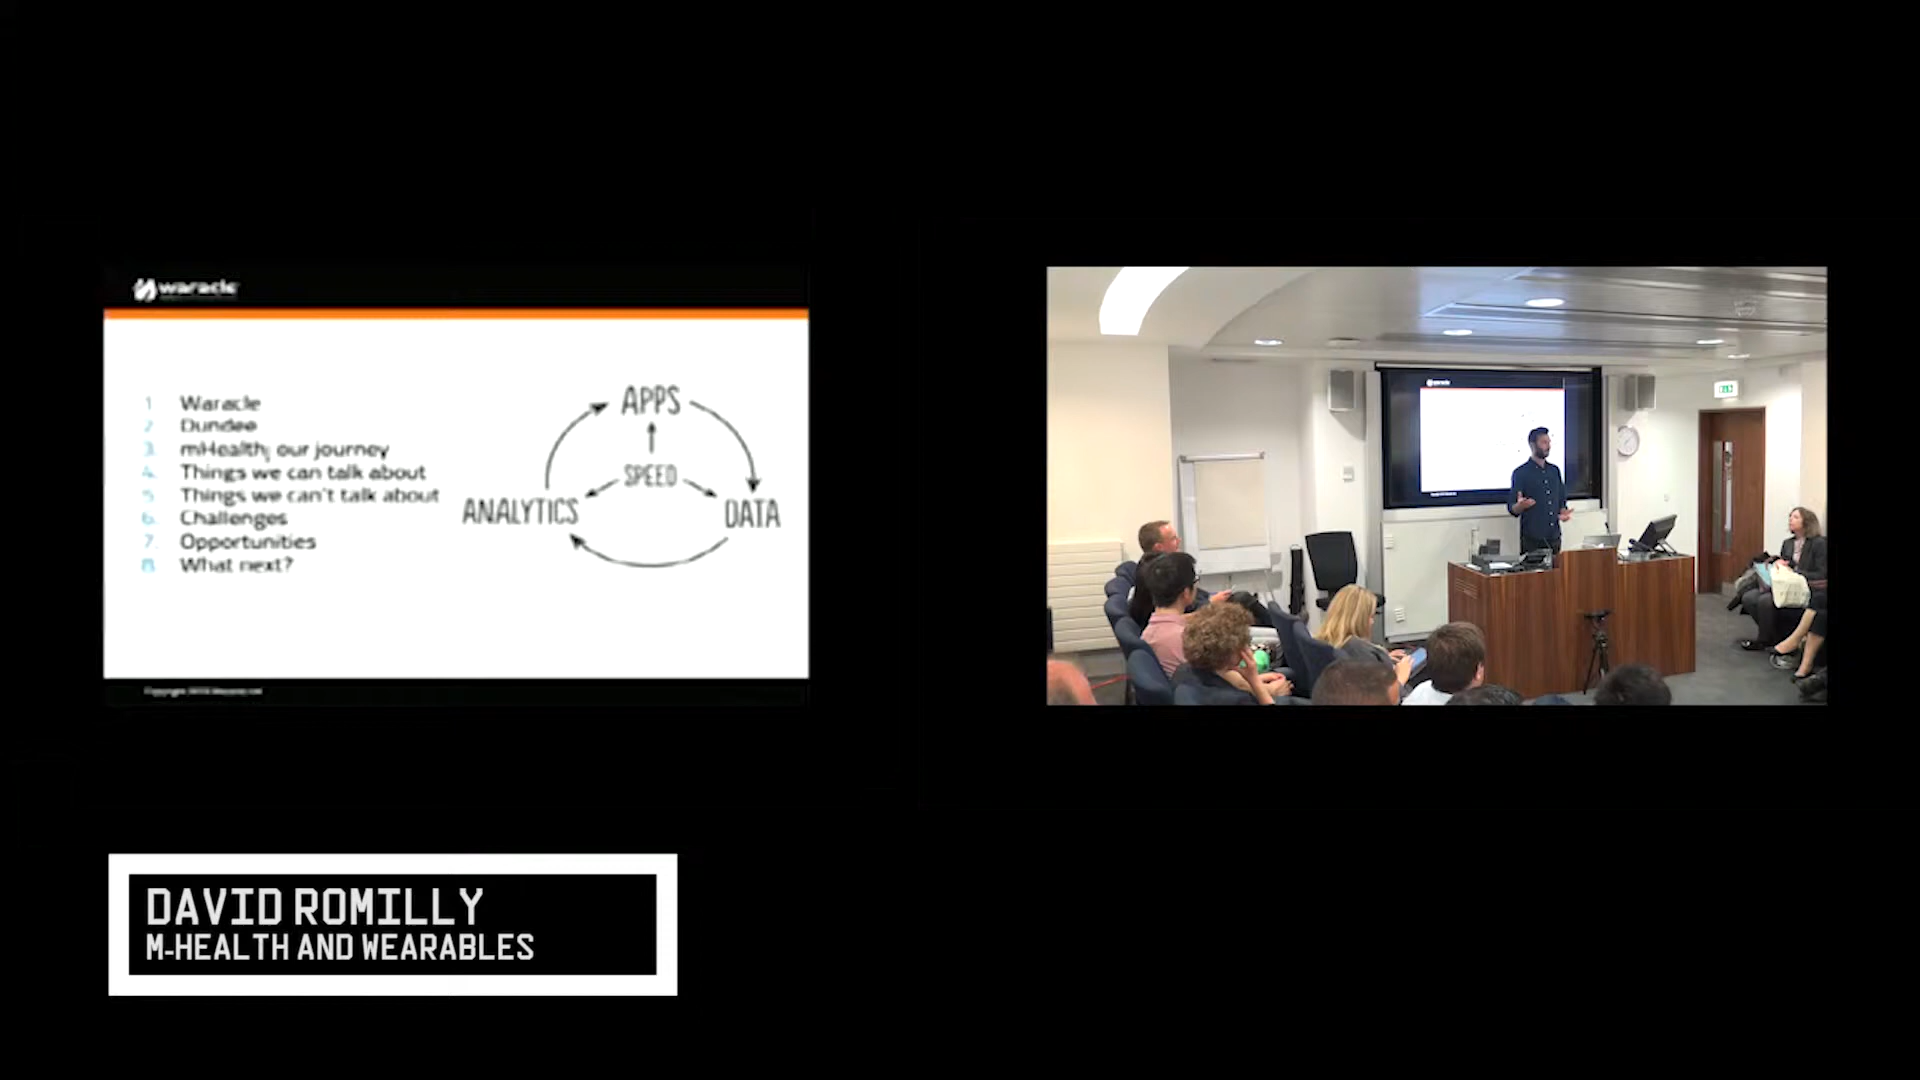 waracle
1. Waracle
2. Dundee
3. mHealth; our journey
4. Things we can talk about
5. Things we can't talk about
6. Challenges
7. Opportunities
8. What next?
APPS
SPEED
ANALYTICS
DATA
DAVID ROMILLY
M-HEALTH AND WEARABLES